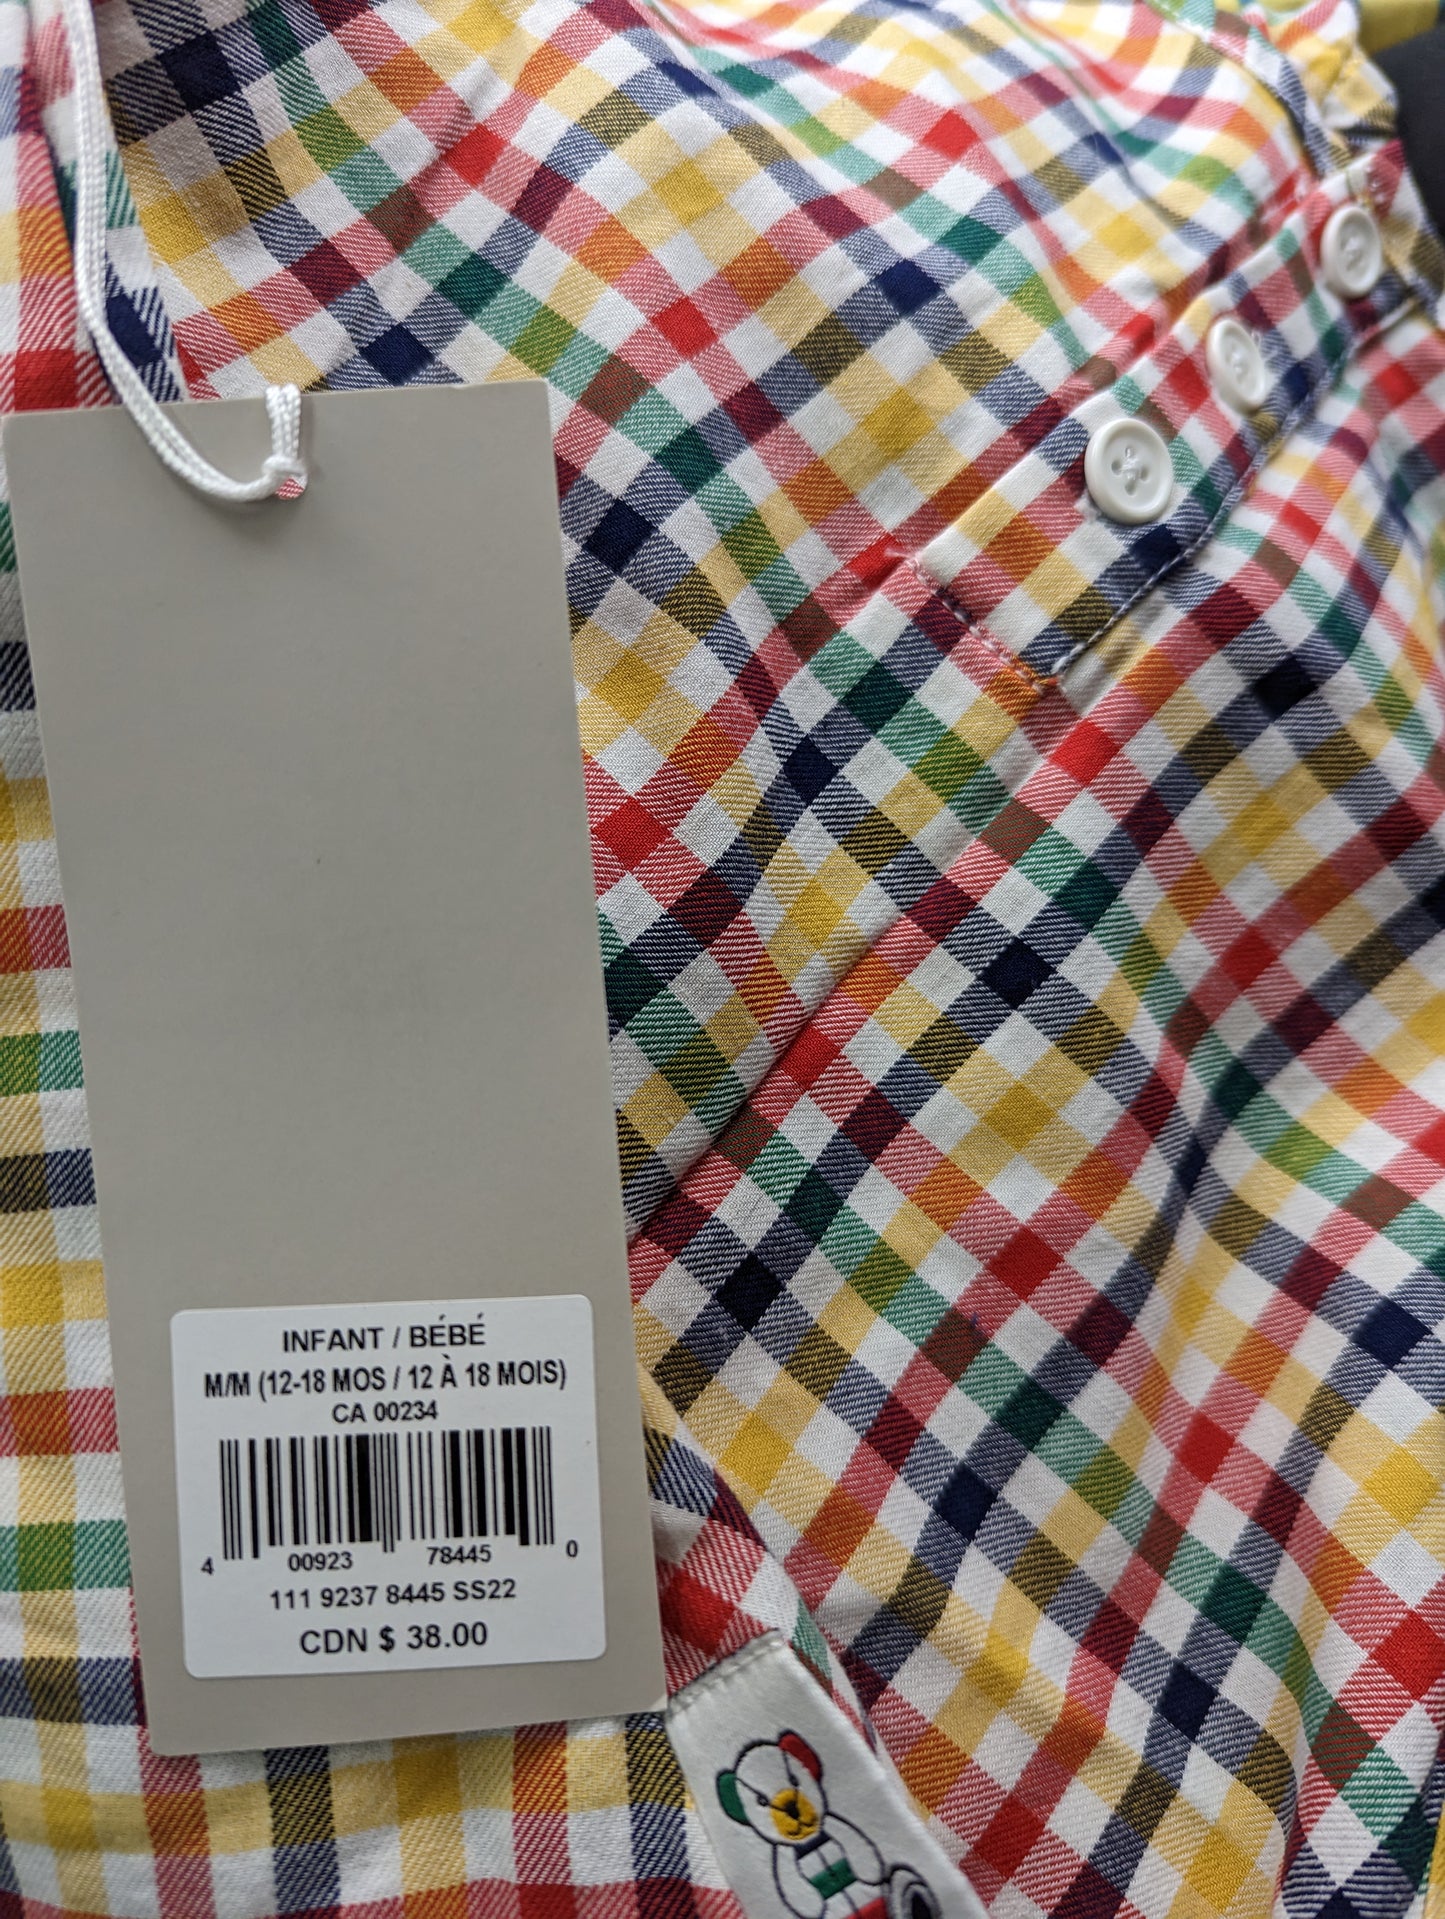 INFANT / BÉBÉ
M/M (12-18 MOS / 12 À 18 MOIS)
CA 00234
4 00923 78445 0
111 9237 8445 SS22
CDN $ 38.00